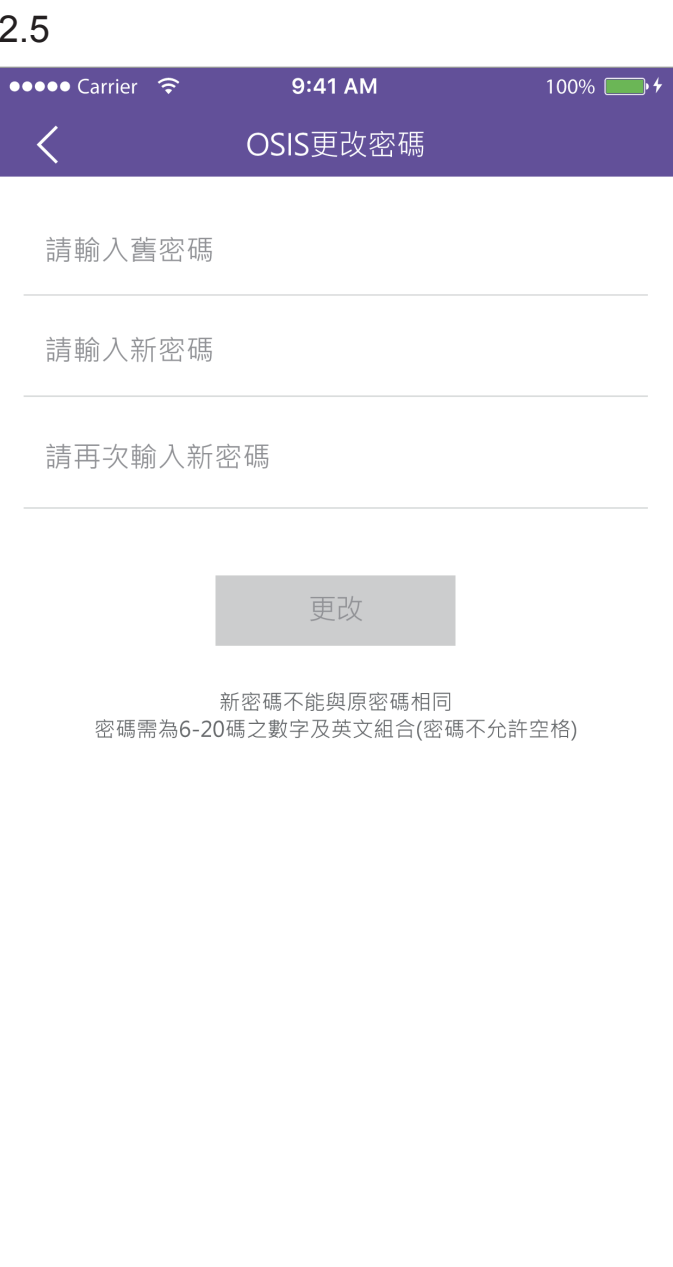 2.5
Carrier 9:41 AM 100%
OSIS更改密碼
請輸入舊密碼
請輸入新密碼
請再次輸入新密碼
更改
新密碼不能與原密碼相同
密碼需為6-20碼之數字及英文組合(密碼不允許空格)